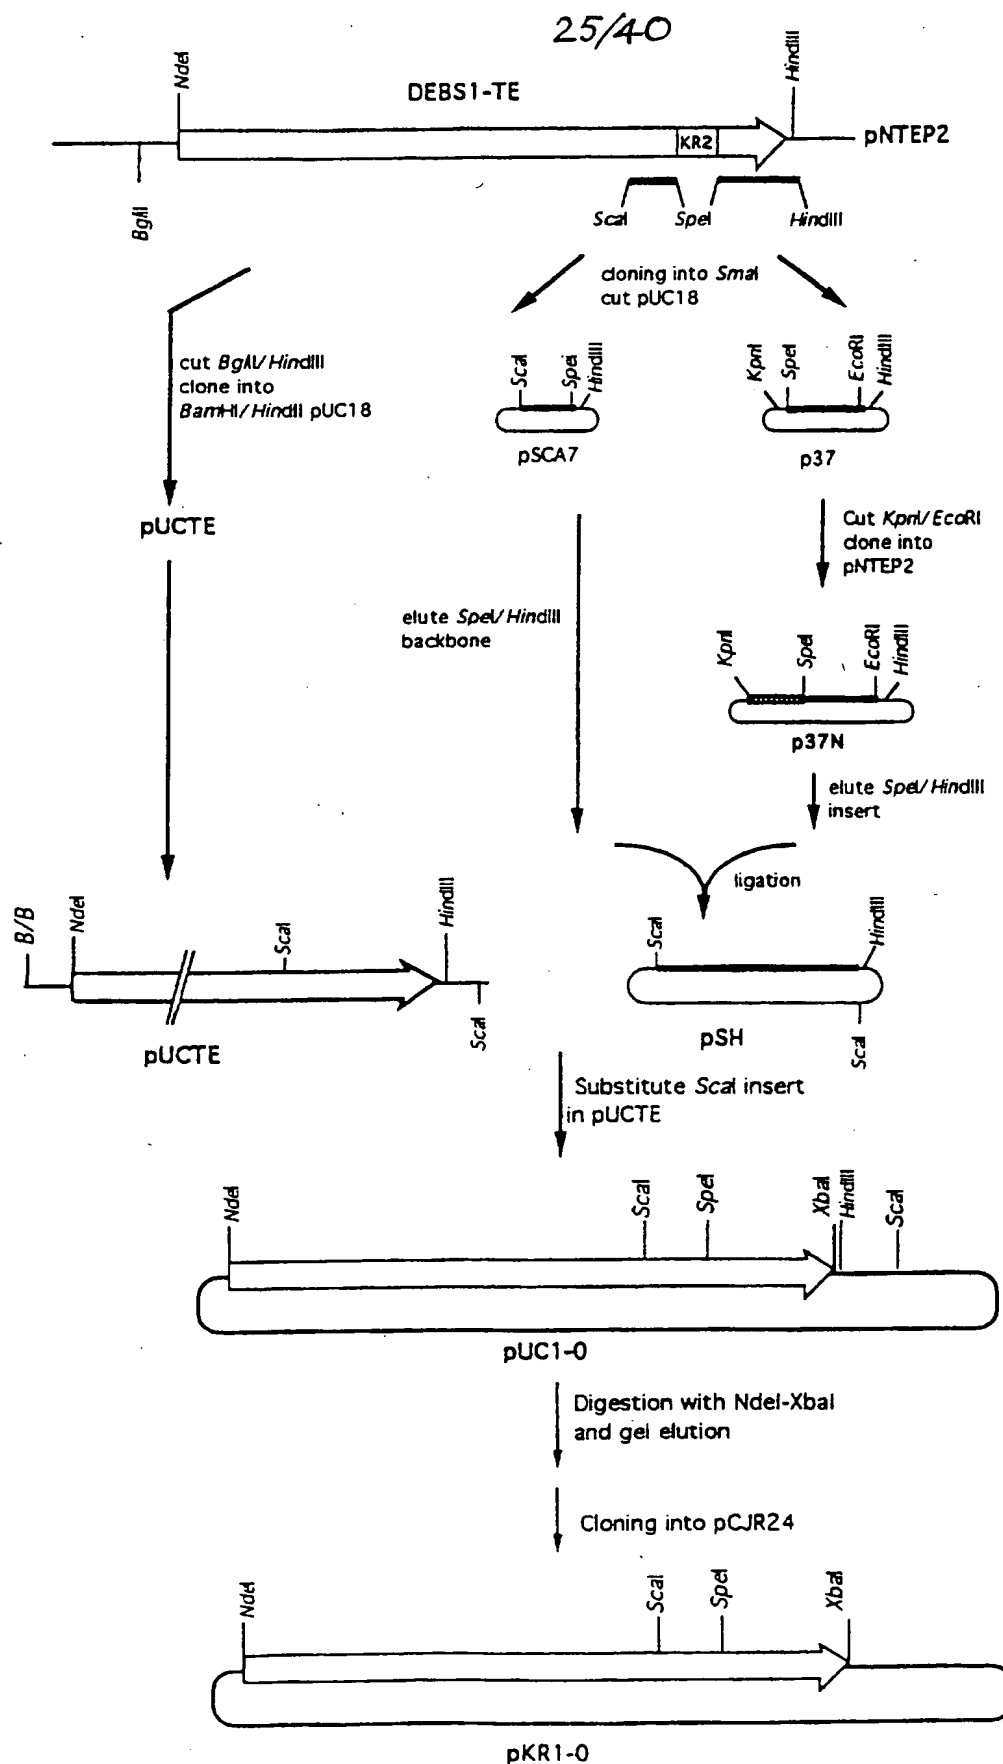 25/40
NdeI
HindIII
DEBS1-TE
KR2
pNTEP2
BglII
ScaI
SpeI
HindIII
cloning into SmaI
cut pUC18
cut BglII/HindIII
clone into
BamHI/HindII pUC18
ScaI
SpeI
HindIII
pSCA7
KpnI
SpeI
EcoRI
HindIII
p37
pUCTE
Cut KpnI/EcoRI
clone into
pNTEP2
elute SpeI/HindIII
backbone
KpnI
SpeI
EcoRI
HindIII
p37N
elute SpeI/HindIII
insert
ligation
B/B
NdeI
ScaI
HindIII
ScaI
pUCTE
ScaI
HindIII
pSH
ScaI
Substitute ScaI insert
in pUCTE
NdeI
ScaI
SpeI
XbaI
HindIII
ScaI
pUC1-0
Digestion with NdeI-XbaI
and gel elution
Cloning into pCJR24
NdeI
ScaI
SpeI
XbaI
pKR1-0